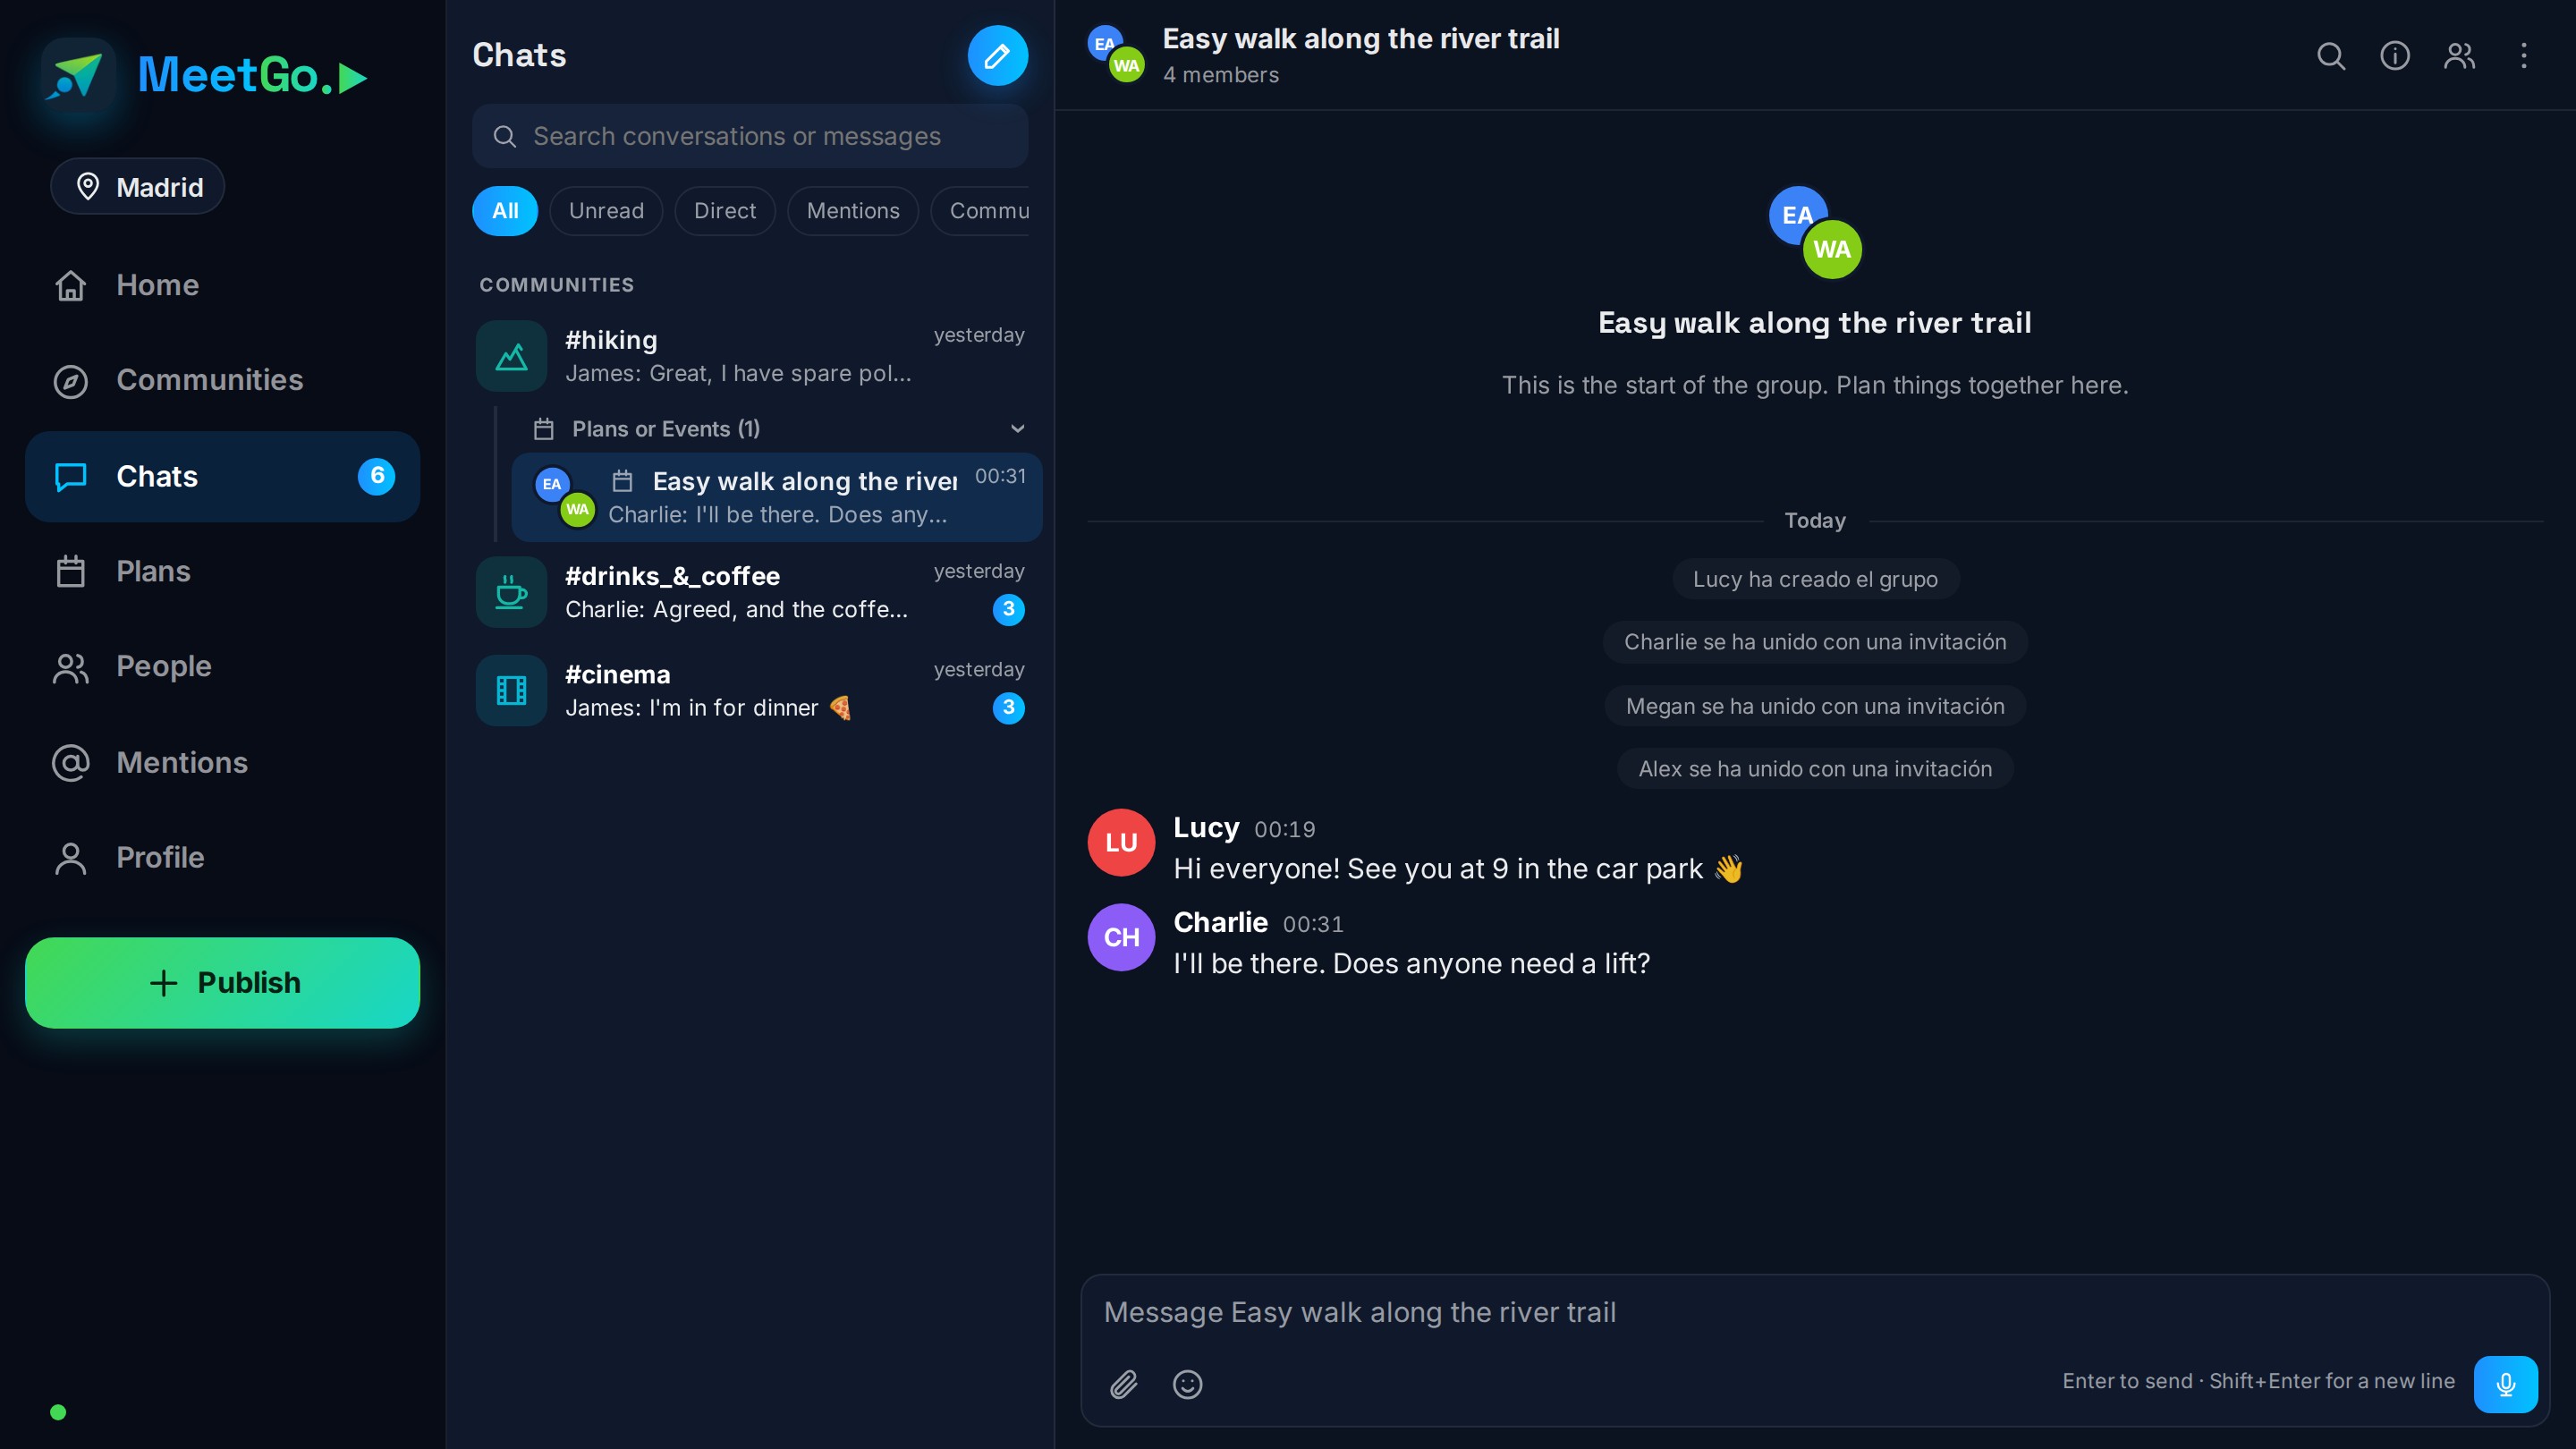 MeetGo.
Madrid
Home
Communities
Chats
6
Plans
People
Mentions
Profile
Publish
Chats
Search conversations or messages
All
Unread
Direct
Mentions
Commu
COMMUNITIES
#hiking
yesterday
James: Great, I have spare pol...
Plans or Events (1)
EA
WA
Easy walk along the river
00:31
Charlie: I'll be there. Does any...
#drinks_&_coffee
yesterday
Charlie: Agreed, and the coffe...
3
#cinema
yesterday
James: I'm in for dinner 🍕
3
EA
WA
Easy walk along the river trail
4 members
EA
WA
Easy walk along the river trail
This is the start of the group. Plan things together here.
Today
Lucy ha creado el grupo
Charlie se ha unido con una invitación
Megan se ha unido con una invitación
Alex se ha unido con una invitación
LU
Lucy 00:19
Hi everyone! See you at 9 in the car park 👋
CH
Charlie 00:31
I'll be there. Does anyone need a lift?
Message Easy walk along the river trail
Enter to send · Shift+Enter for a new line